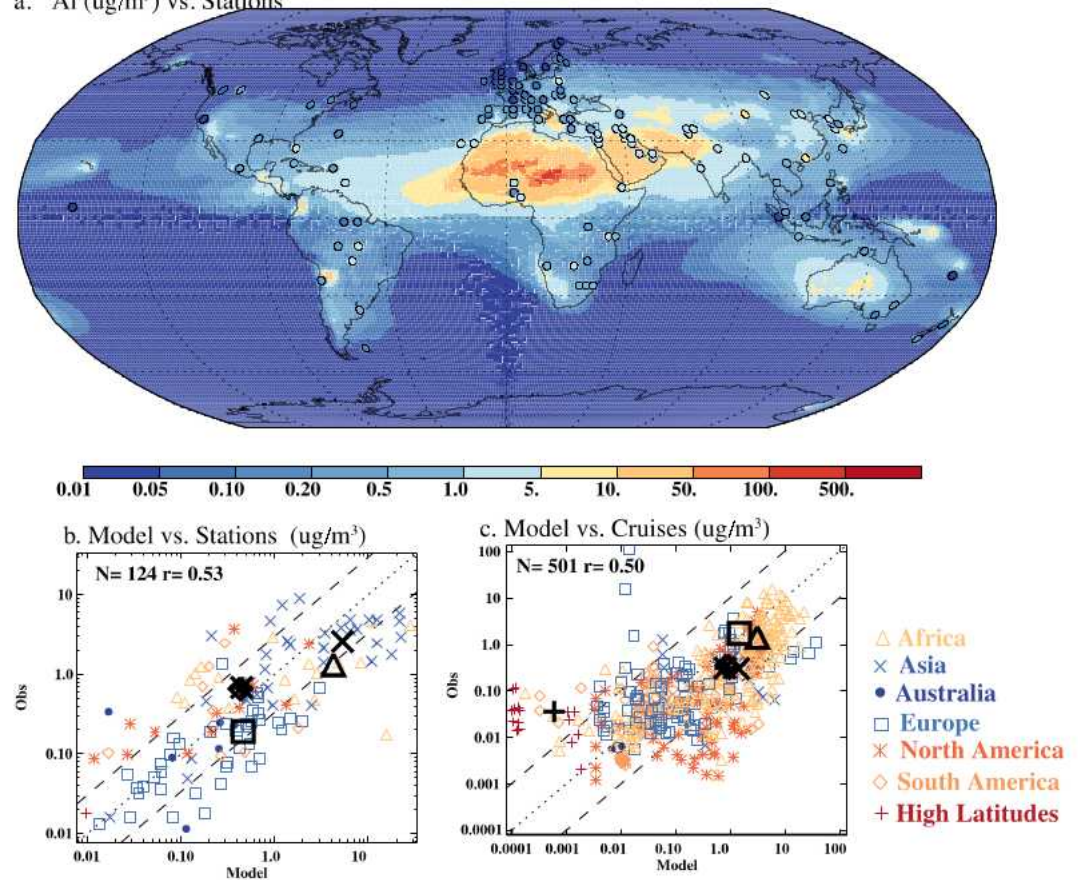 a. Al (ug/m³) vs. Stations
0.01 0.05 0.10 0.20 0.5 1.0 5. 10. 50. 100. 500.
b. Model vs. Stations (ug/m³)
N= 124 r= 0.53
10
1.0
0.10
0.01
Obs
0.01 0.10 1.0 10
Model
c. Model vs. Cruises (ug/m³)
N= 501 r= 0.50
100
10
1.0
0.10
0.01
0.001
0.0001
Obs
0.0001 0.001 0.01 0.10 1.0 10 100
Model
Africa
Asia
Australia
Europe
North America
South America
High Latitudes